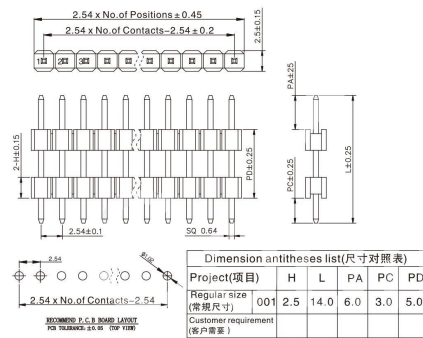 2.54 x No.of Positions±0.45
2.54 x No.of Contacts-2.54±0.2
2.5±0.15
1
2
3
PA±25
2-H±0.15
PD±0.25
PC±0.25
L±0.25
2.54±0.1
SQ 0.64
2.54
φ1.02
2.54 x No.of Contacts-2.54
RECOMMEND P.C.B BOARD LAYOUT
PCB TOLERANCE:±0.05 (TOP VIEW)
Dimension antitheses list(尺寸对照表)
Project(项目) H L PA PC PD
Regular size
(常规尺寸) 001 2.5 14.0 6.0 3.0 5.0
Customer requirement
(客户需要)